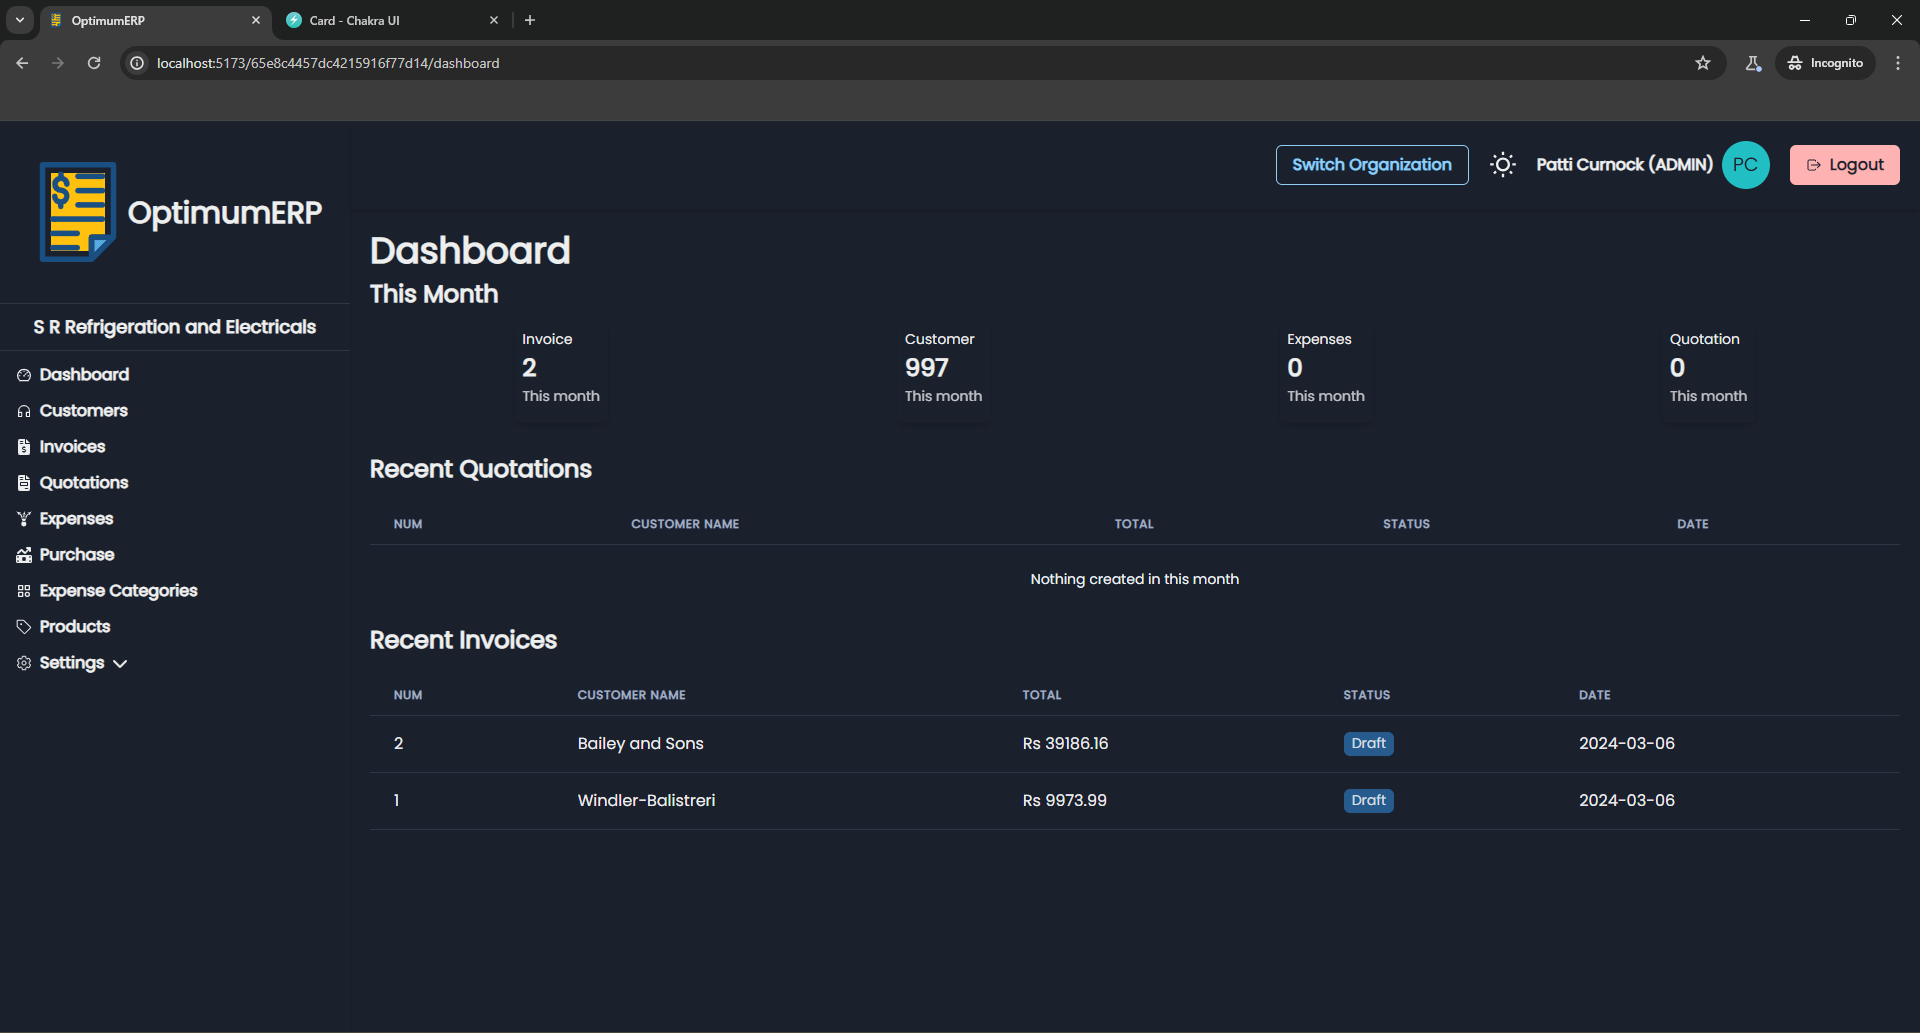 OptimumERP
Card - Chakra UI
localhost:5173/65e8c4457dc4215916f77d14/dashboard
Incognito
OptimumERP
Switch Organization
Patti Curnock (ADMIN)
PC
Logout
S R Refrigeration and Electricals
Dashboard
Customers
Invoices
Quotations
Expenses
Purchase
Expense Categories
Products
Settings
Dashboard
This Month
Invoice
2
This month
Customer
997
This month
Expenses
0
This month
Quotation
0
This month
Recent Quotations
NUM CUSTOMER NAME TOTAL STATUS DATE
Nothing created in this month
Recent Invoices
NUM CUSTOMER NAME TOTAL STATUS DATE
2 Bailey and Sons Rs 39186.16 Draft 2024-03-06
1 Windler-Balistreri Rs 9973.99 Draft 2024-03-06